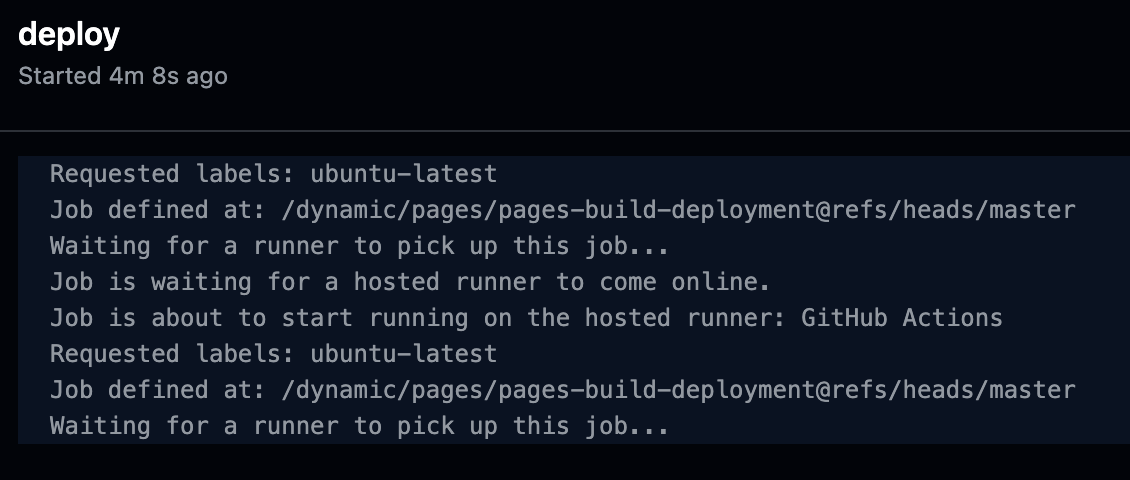 deploy
Started 4m 8s ago
Requested labels: ubuntu-latest
Job defined at: /dynamic/pages/pages-build-deployment@refs/heads/master
Waiting for a runner to pick up this job...
Job is waiting for a hosted runner to come online.
Job is about to start running on the hosted runner: GitHub Actions
Requested labels: ubuntu-latest
Job defined at: /dynamic/pages/pages-build-deployment@refs/heads/master
Waiting for a runner to pick up this job...